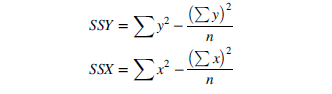 SSY = ∑y² − (∑y)²/n
SSX = ∑x² − (∑x)²/n